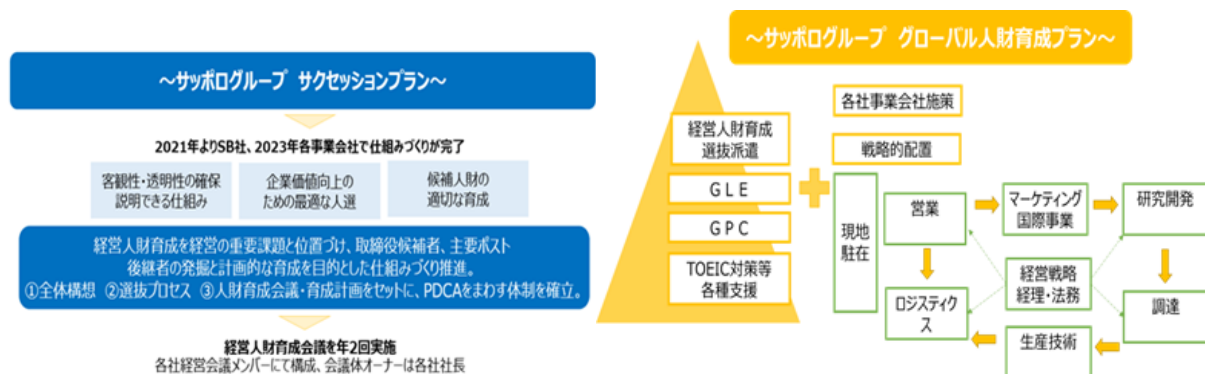 ～サッポログループ サクセッションプラン～
2021年よりSB社、2023年各事業会社で仕組みづくりが完了
客観性・透明性の確保
説明できる仕組み
企業価値向上の
ための最適な人選
候補人財の
適切な育成
経営人財育成を経営の重要課題と位置づけ、取締役候補者、主要ポスト
後継者の発掘と計画的な育成を目的とした仕組みづくり推進。
①全体構想 ②選抜プロセス ③人財育成会議・育成計画をセットに、PDCAをまわす体制を確立。
経営人財育成会議を年2回実施
各社経営会議メンバーにて構成、会議体オーナーは各社社長
～サッポログループ グローバル人財育成プラン～
経営人財育成
選抜派遣
GLE
GPC
TOEIC対策等
各種支援
各社事業会社施策
戦略的配置
現地
駐在
営業
マーケティング
国際事業
研究開発
経営戦略
経理・法務
ロジスティク
ス
生産技術
調達